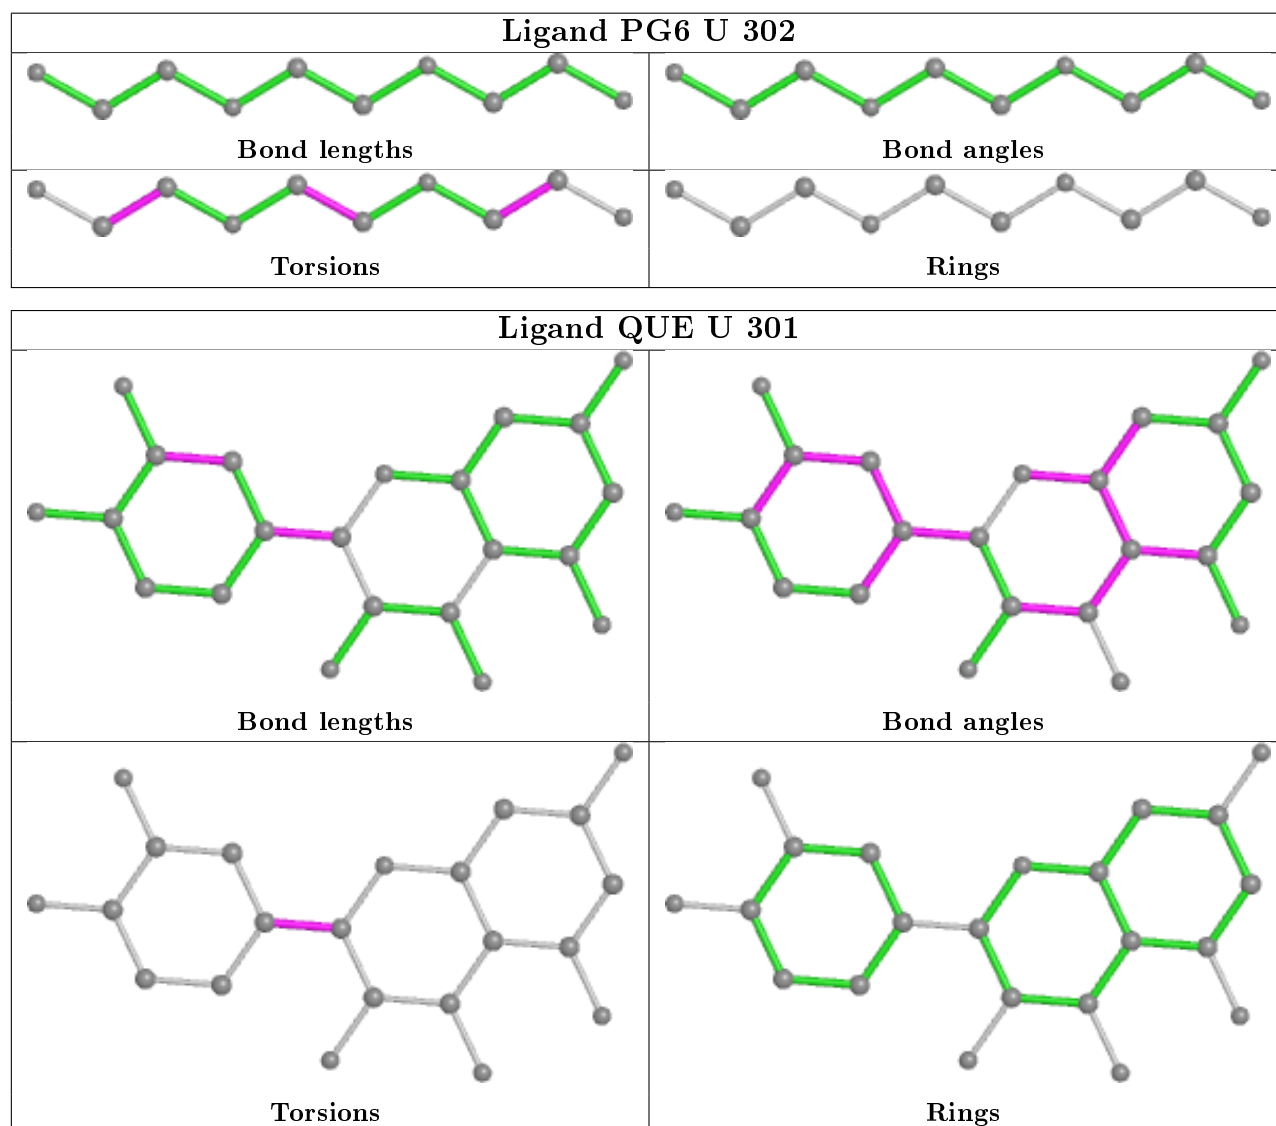 Ligand PG6 U 302
Bond lengths
Bond angles
Torsions
Rings
Ligand QUE U 301
Bond lengths
Bond angles
Torsions
Rings